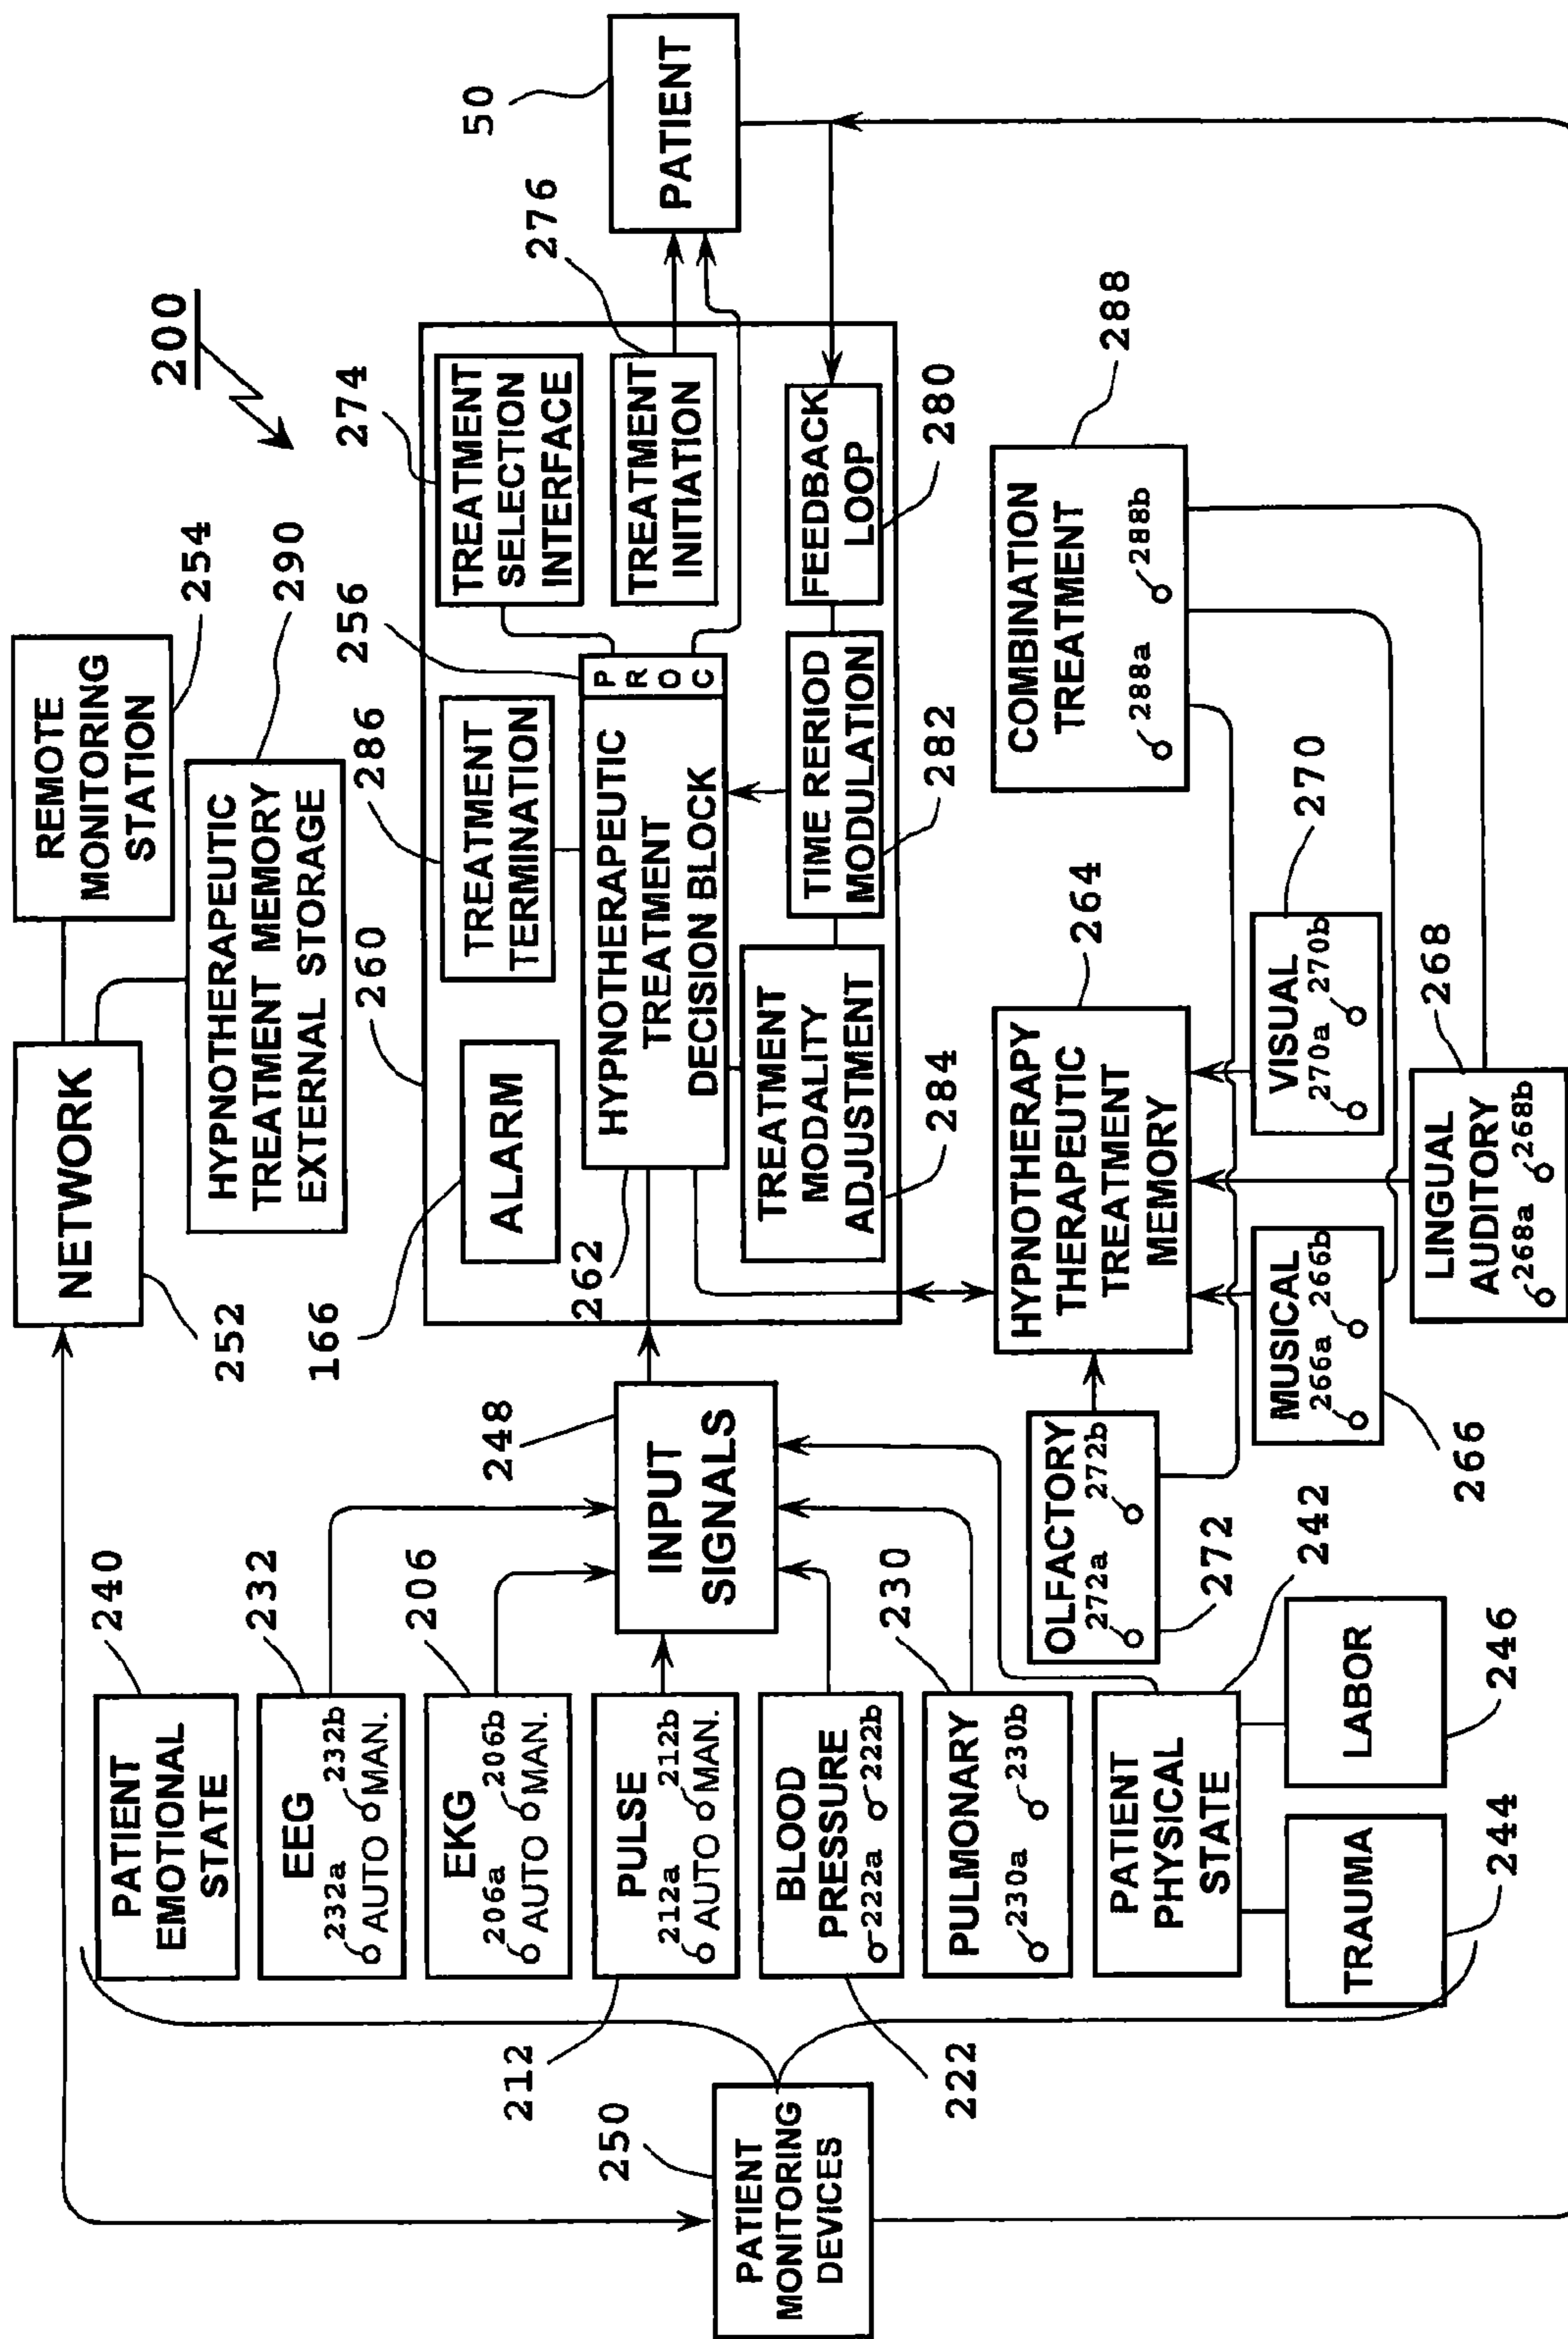 200
NETWORK
252
REMOTE
MONITORING
STATION
254
HYPNOTHERAPEUTIC
TREATMENT MEMORY
EXTERNAL STORAGE
290
PATIENT
EMOTIONAL
STATE
240
EEG
232a 232b
AUTO MAN.
232
EKG
206a 206b
AUTO MAN.
206
PULSE
212a 212b
AUTO MAN.
212
BLOOD
PRESSURE
222a 222b
222
PULMONARY
230a 230b
230
PATIENT
PHYSICAL
STATE
242
TRAUMA
244
LABOR
246
PATIENT
MONITORING
DEVICES
250
INPUT
SIGNALS
248
260
ALARM
166
TREATMENT
TERMINATION
286
TREATMENT
SELECTION
INTERFACE
274
HYPNOTHERAPEUTIC
TREATMENT
DECISION BLOCK
262
P
R
O
C
256
TREATMENT
INITIATION
276
TREATMENT
MODALITY
ADJUSTMENT
284
TIME RERIOD
MODULATION
282
FEEDBACK
LOOP
280
PATIENT
50
HYPNOTHERAPY
THERAPEUTIC
TREATMENT
MEMORY
264
OLFACTORY
272a 272b
272
MUSICAL
266a 266b
266
VISUAL
270a 270b
270
LINGUAL
AUDITORY
268a 268b
268
COMBINATION
TREATMENT
288a 288b
288